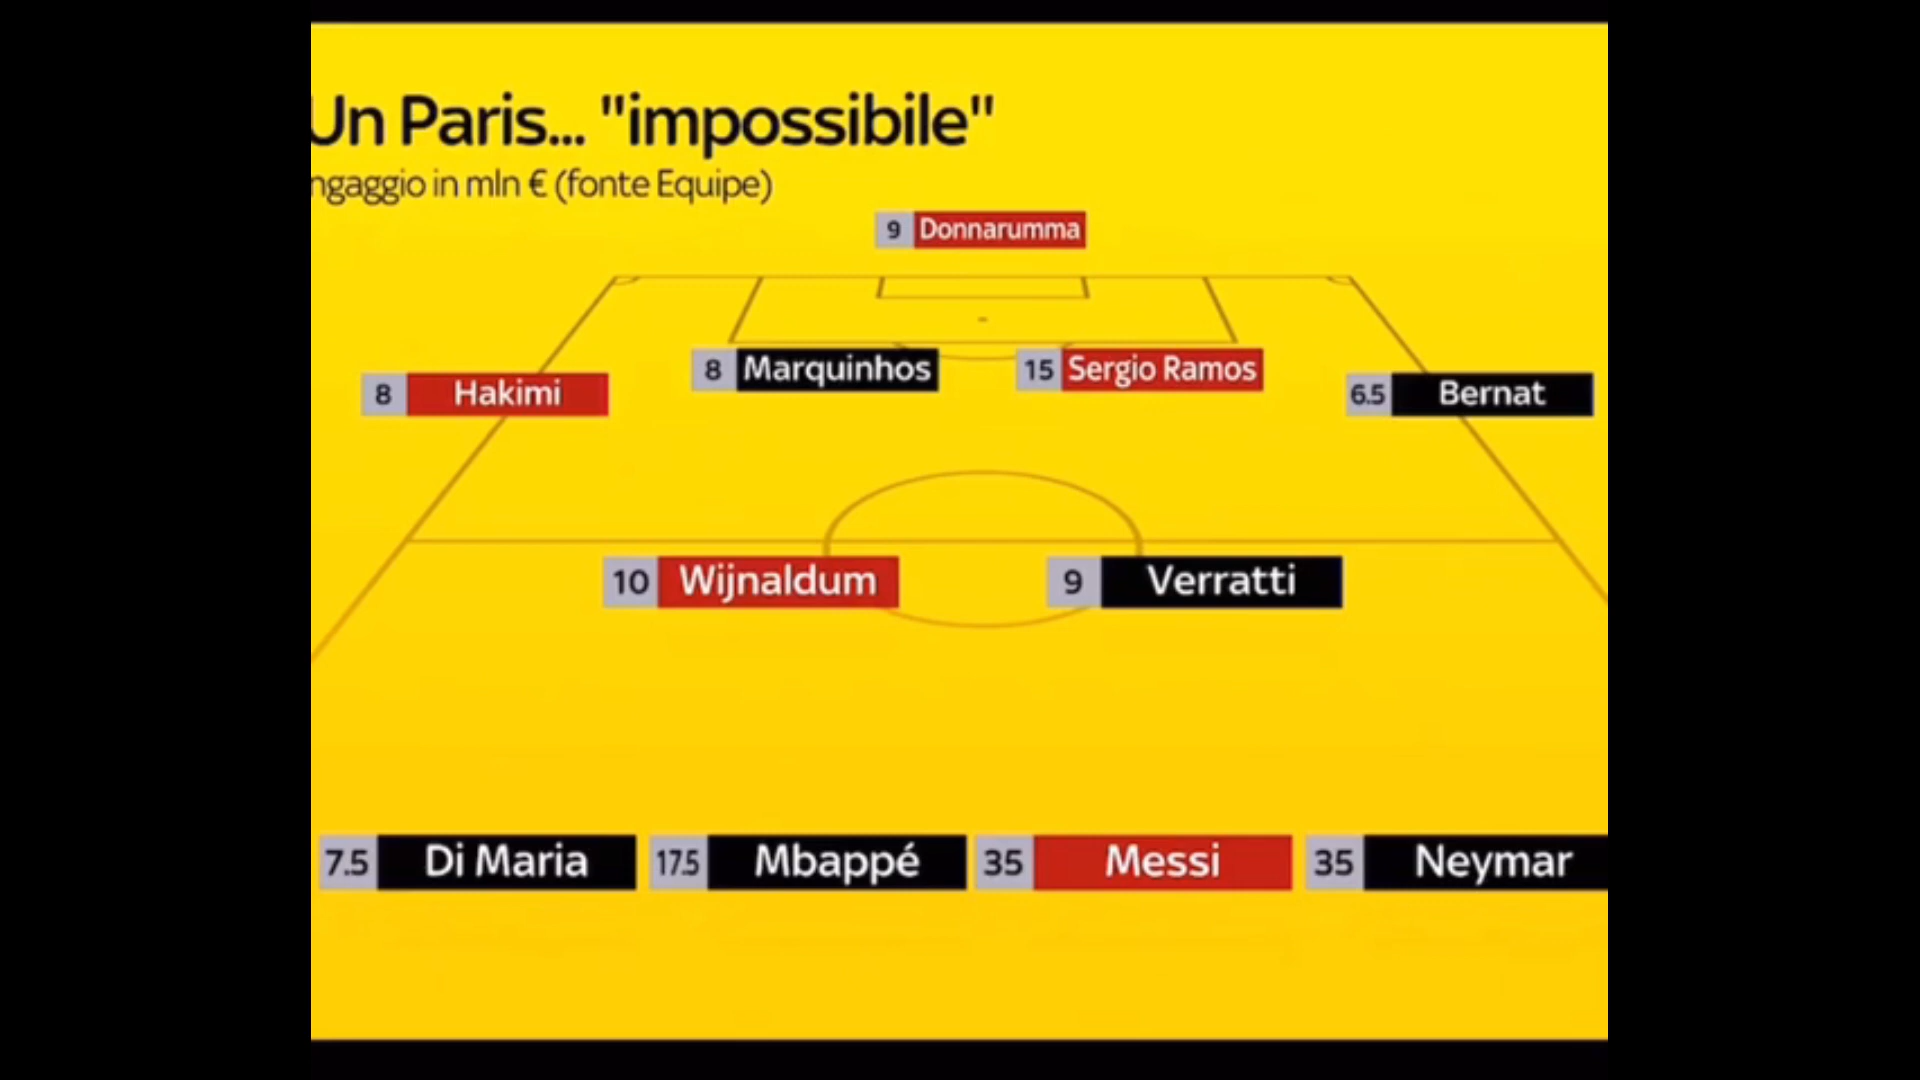 Un Paris... "impossibile"
ngaggio in mln € (fonte Equipe)
9 Donnarumma
8 Marquinhos 15 Sergio Ramos
8 Hakimi 6.5 Bernat
10 Wijnaldum 9 Verratti
7.5 Di Maria 17.5 Mbappé 35 Messi 35 Neymar